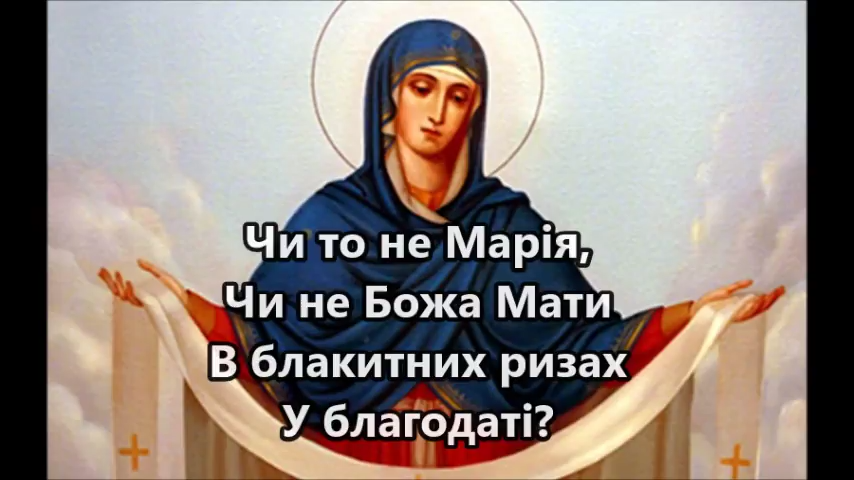 Чи то не Марія,
Чи не Божа Мати
В блакитних ризах
У благодаті?